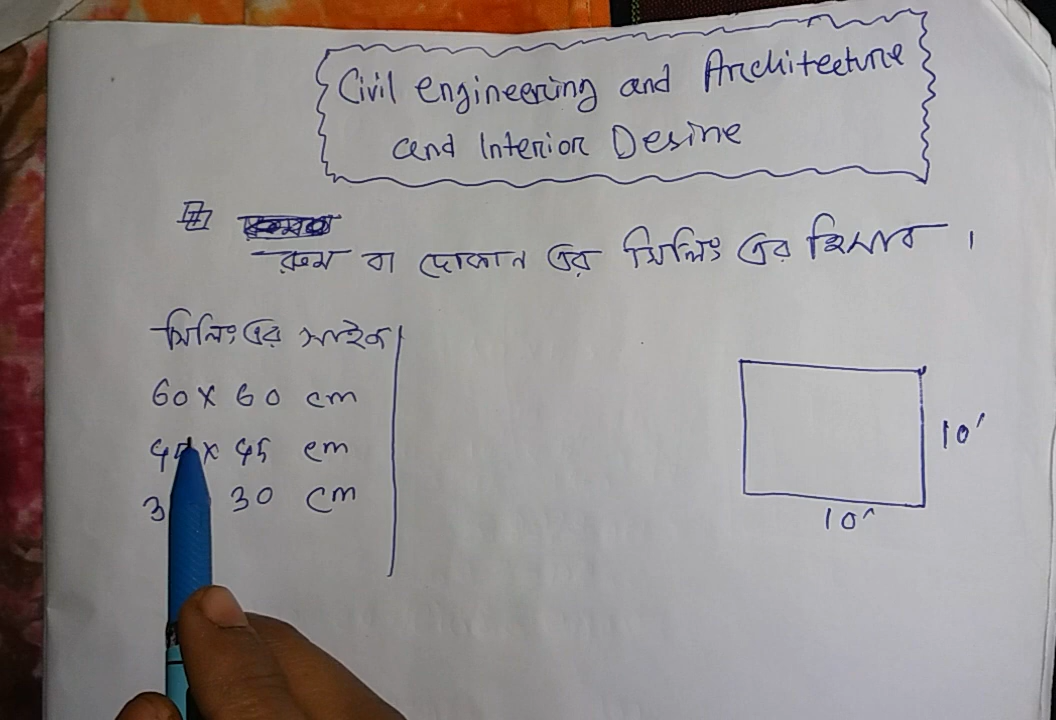 Civil engineering and Architecture
and Interior Desine
রুম বা দোকান এর সিলিং এর হিসাব ।
সিলিং এর সাইজ
60 x 60 cm
45 x 45 cm
30 cm
10'
10"